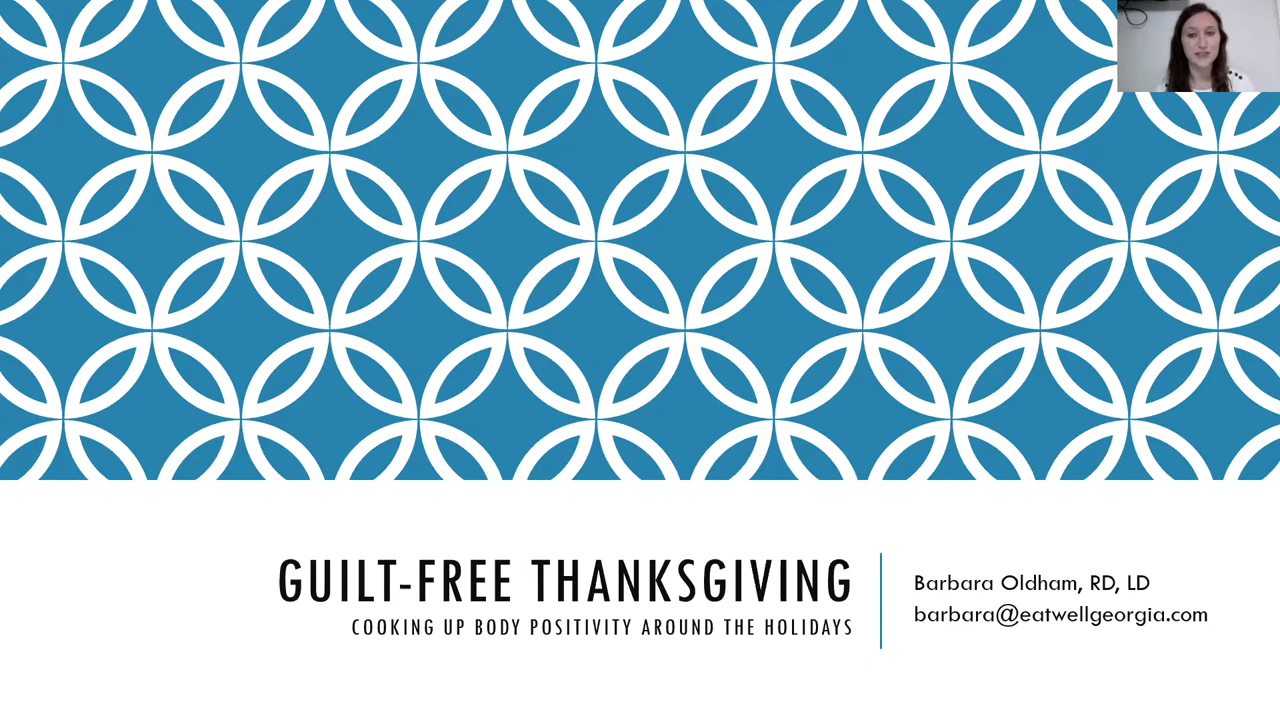 GUILT-FREE THANKSGIVING
COOKING UP BODY POSITIVITY AROUND THE HOLIDAYS
Barbara Oldham, RD, LD
barbara@eatwellgeorgia.com